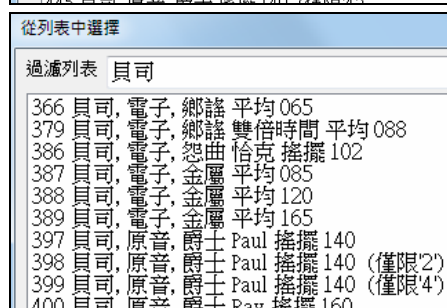 從列表中選擇
過濾列表 貝司
366 貝司, 電子, 鄉謠 平均 065
379 貝司, 電子, 鄉謠 雙倍時間 平均 088
386 貝司, 電子, 怨曲 恰克 搖擺 102
387 貝司, 電子, 金屬 平均 085
388 貝司, 電子, 金屬 平均 120
389 貝司, 電子, 金屬 平均 165
397 貝司, 原音, 爵士 Paul 搖擺 140
398 貝司, 原音, 爵士 Paul 搖擺 140 (僅限'2')
399 貝司, 原音, 爵士 Paul 搖擺 140 (僅限'4')
400 貝司, 原音, 爵士 Ray 搖擺 160